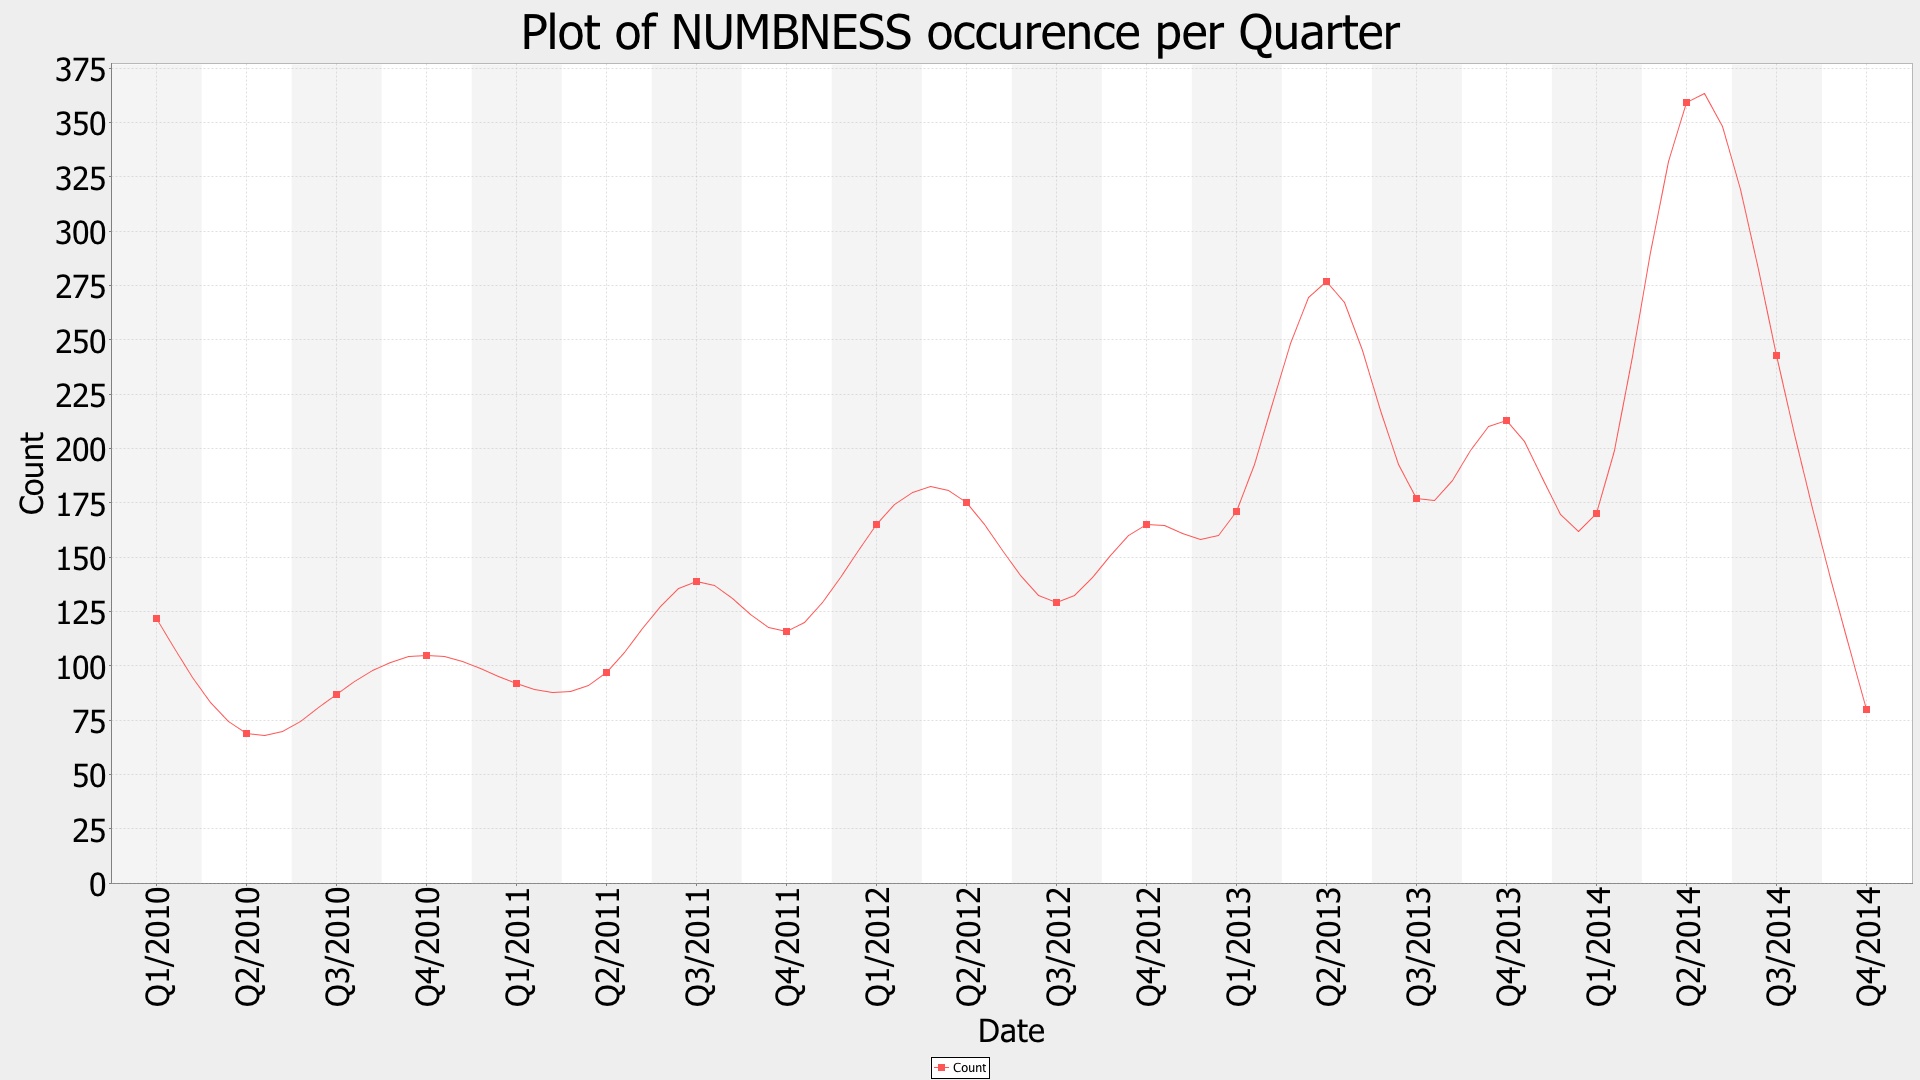 Plot of NUMBNESS occurence per Quarter
375
350
325
300
275
250
225
200
175
150
125
100
75
50
25
0
Count
Q1/2010
Q2/2010
Q3/2010
Q4/2010
Q1/2011
Q2/2011
Q3/2011
Q4/2011
Q1/2012
Q2/2012
Q3/2012
Q4/2012
Q1/2013
Q2/2013
Q3/2013
Q4/2013
Q1/2014
Q2/2014
Q3/2014
Q4/2014
Date
Count